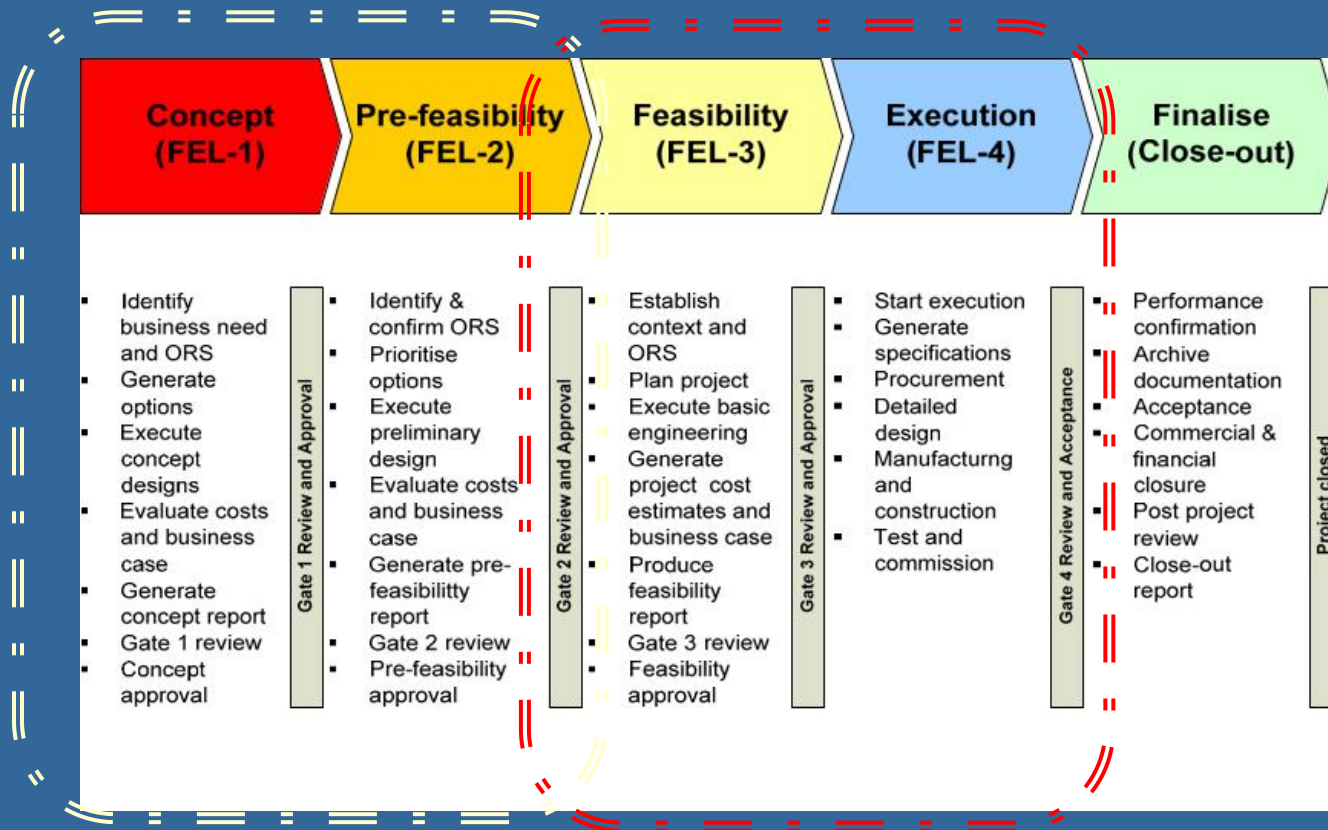 Concept
(FEL-1)
Pre-feasibility
(FEL-2)
Feasibility
(FEL-3)
Execution
(FEL-4)
Finalise
(Close-out)
▪ Identify
business need
and ORS
▪ Generate
options
▪ Execute
concept
designs
▪ Evaluate costs
and business
case
▪ Generate
concept report
▪ Gate 1 review
▪ Concept
approval
Gate 1 Review and Approval
▪ Identify &
confirm ORS
▪ Prioritise
options
▪ Execute
preliminary
design
▪ Evaluate costs
and business
case
▪ Generate pre-
feasibilitty
report
▪ Gate 2 review
▪ Pre-feasibility
approval
Gate 2 Review and Approval
▪ Establish
context and
ORS
▪ Plan project
▪ Execute basic
engineering
▪ Generate
project cost
estimates and
business case
▪ Produce
feasibility
report
▪ Gate 3 review
▪ Feasibility
approval
Gate 3 Review and Approval
▪ Start execution
▪ Generate
specifications
▪ Procurement
▪ Detailed
design
▪ Manufacturng
and
construction
▪ Test and
commission
Gate 4 Review and Acceptance
▪ Performance
confirmation
▪ Archive
documentation
▪ Acceptance
▪ Commercial &
financial
closure
▪ Post project
review
▪ Close-out
report
Project closed